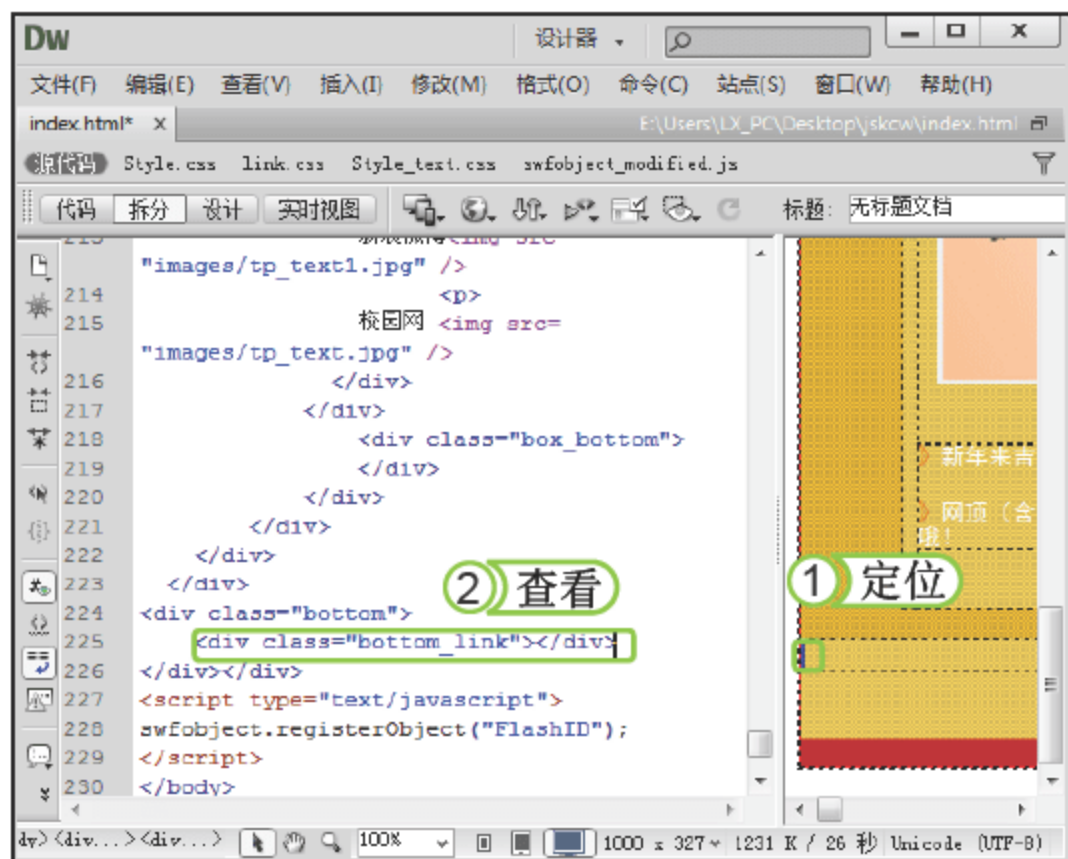 Dw 设计器
文件(F) 编辑(E) 查看(V) 插入(I) 修改(M) 格式(O) 命令(C) 站点(S) 窗口(W) 帮助(H)
index.html* x E:\Users\LX_PC\Desktop\jskcw\index.html
源代码 Style.css link.css Style_text.css swfobject_modified.js
代码 拆分 设计 实时视图 标题: 无标题文档
"images/tp_text1.jpg" />
214 <p>
215 校园网 <img src=
"images/tp_text.jpg" />
216 </div>
217 </div>
218 <div class="box_bottom">
219 </div>
220 </div>
221 </div>
222 </div>
223 </div>
224 <div class="bottom">
225 <div class="bottom_link"></div>
226 </div></div>
227 <script type="text/javascript">
228 swfobject.registerObject("FlashID");
229 </script>
230 </body>
② 查看
新年来吉
网顶（含
哦！
① 定位
dy><div...><div...> 100% 1000 x 327 1231 K / 26 秒 Unicode (UTF-8)